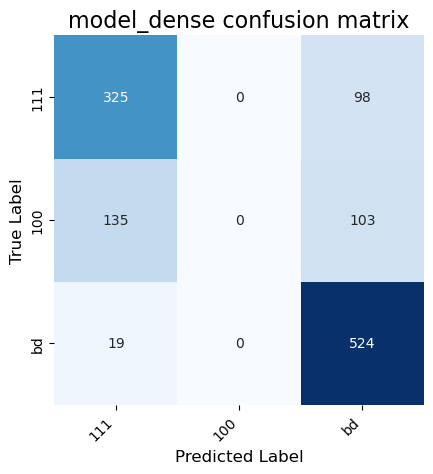 model_dense confusion matrix
True Label
111 325 0 98
100 135 0 103
bd 19 0 524
111 100 bd
Predicted Label